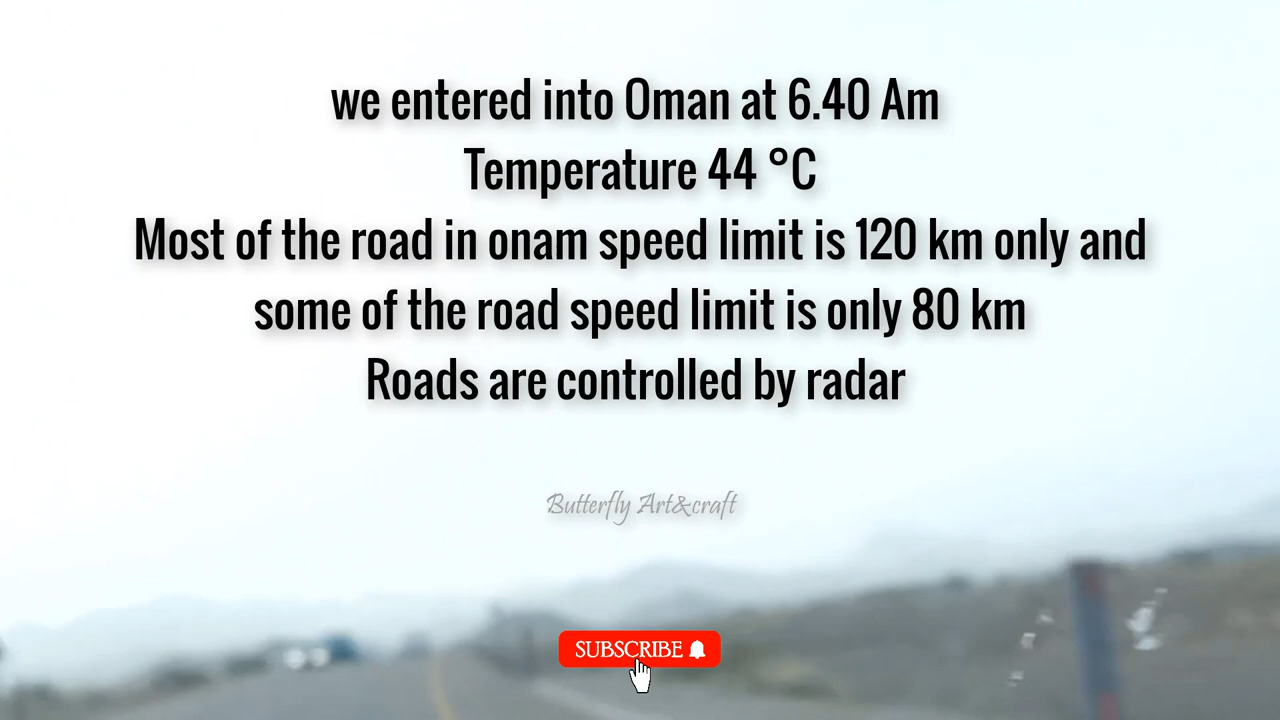 we entered into Oman at 6.40 Am
Temperature 44 °C
Most of the road in onam speed limit is 120 km only and
some of the road speed limit is only 80 km
Roads are controlled by radar
Butterfly Art&craft
SUBSCRIBE